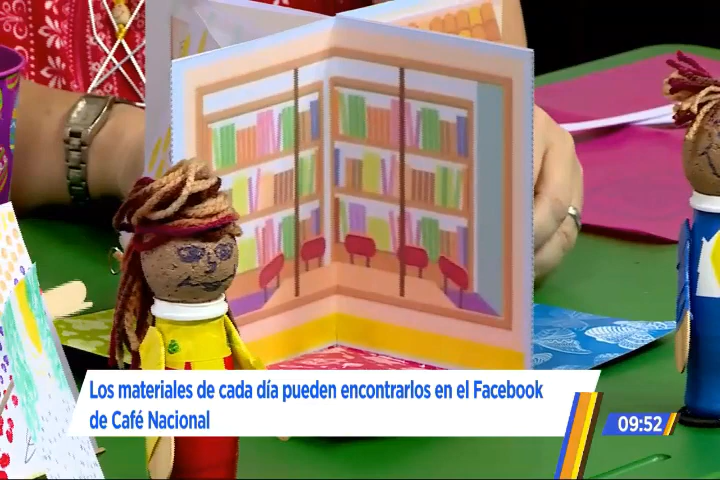 Los materiales de cada día pueden encontrarlos en el Facebook
de Café Nacional
09:52